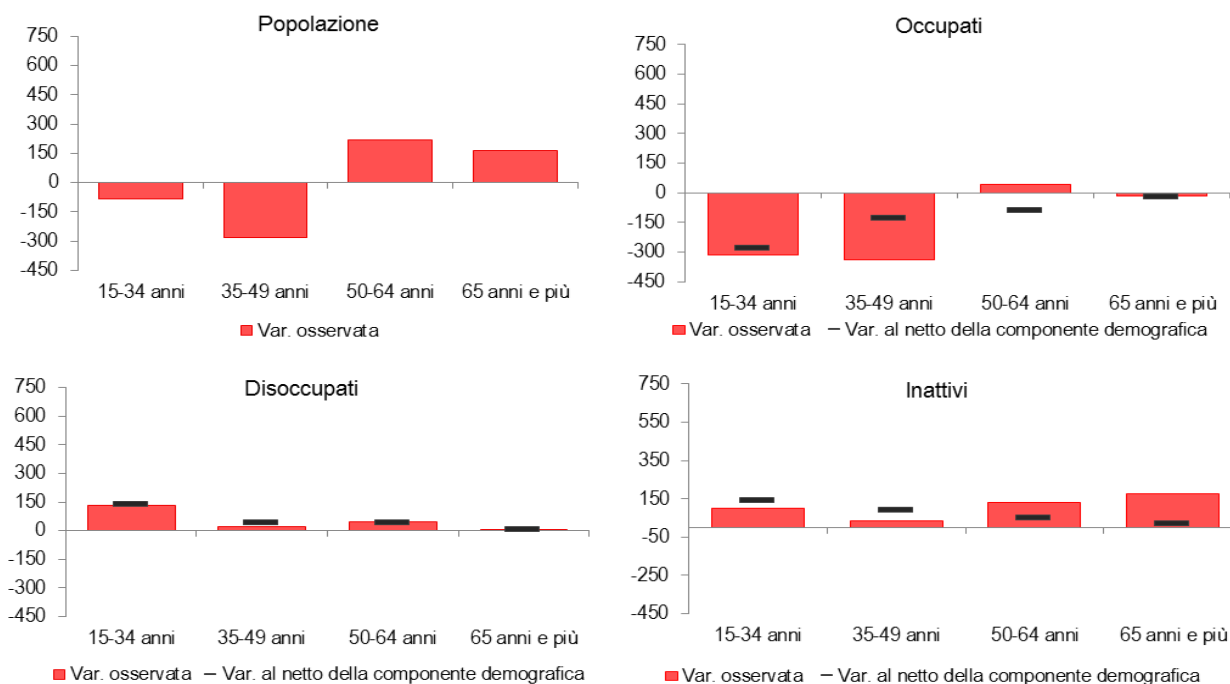 Popolazione
750
600
450
300
150
0
-150
-300
-450
15-34 anni 35-49 anni 50-64 anni 65 anni e più
Var. osservata
Occupati
750
600
450
300
150
0
-150
-300
-450
15-34 anni 35-49 anni 50-64 anni 65 anni e più
Var. osservata Var. al netto della componente demografica
Disoccupati
750
600
450
300
150
0
-150
-300
-450
15-34 anni 35-49 anni 50-64 anni 65 anni e più
Var. osservata Var. al netto della componente demografica
Inattivi
750
550
350
150
-50
-250
-450
15-34 anni 35-49 anni 50-64 anni 65 anni e più
Var. osservata Var. al netto della componente demografica